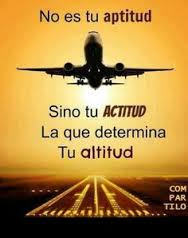 No es tu aptitud
Sino tu ACTITUD
La que determina
Tu altitud
COM
PAR
TILO